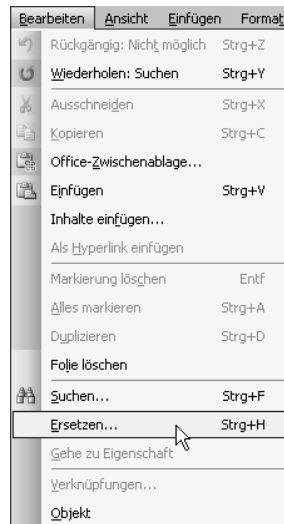 Bearbeiten Ansicht Einfügen Format
Rückgängig: Nicht möglich Strg+Z
Wiederholen: Suchen Strg+Y
Ausschneiden Strg+X
Kopieren Strg+C
Office-Zwischenablage...
Einfügen Strg+V
Inhalte einfügen...
Als Hyperlink einfügen
Markierung löschen Entf
Alles markieren Strg+A
Duplizieren Strg+D
Folie löschen
Suchen... Strg+F
Ersetzen... Strg+H
Gehe zu Eigenschaft
Verknüpfungen...
Objekt